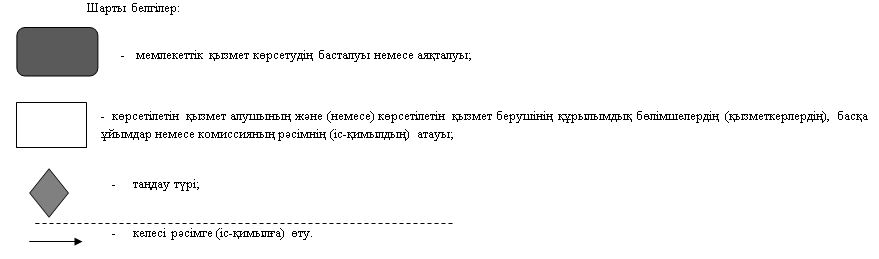 Шарты белгілер:
- мемлекеттік қызмет көрсетудің басталуы немесе аяқталуы;
- көрсетілетін қызмет алушының және (немесе) көрсетілетін қызмет берушінің құрылымдық бөлімшелердің (қызметкерлердің), басқа
ұйымдар немесе комиссияның рәсімнің (іс-қимылдың) атауы;
- таңдау түрі;
- келесі рәсімге (іс-қимылға) өту.